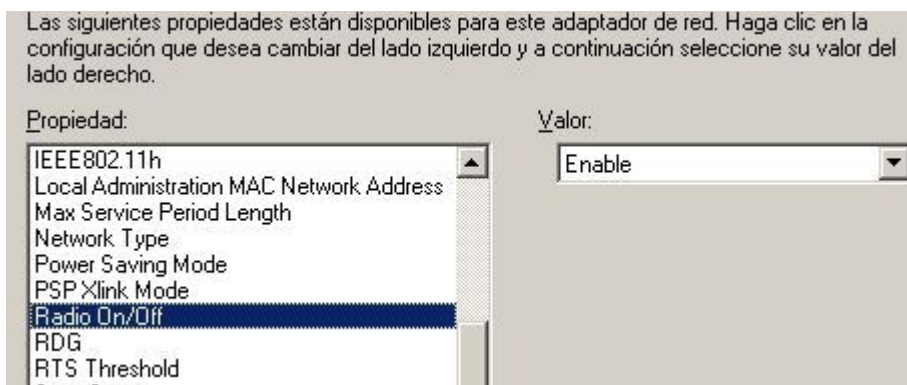 Las siguientes propiedades están disponibles para este adaptador de red. Haga clic en la
configuración que desea cambiar del lado izquierdo y a continuación seleccione su valor del
lado derecho.
Propiedad:
Valor:
IEEE802.11h
Enable
Local Administration MAC Network Address
Max Service Period Length
Network Type
Power Saving Mode
PSP Xlink Mode
Radio On/Off
RDG
RTS Threshold